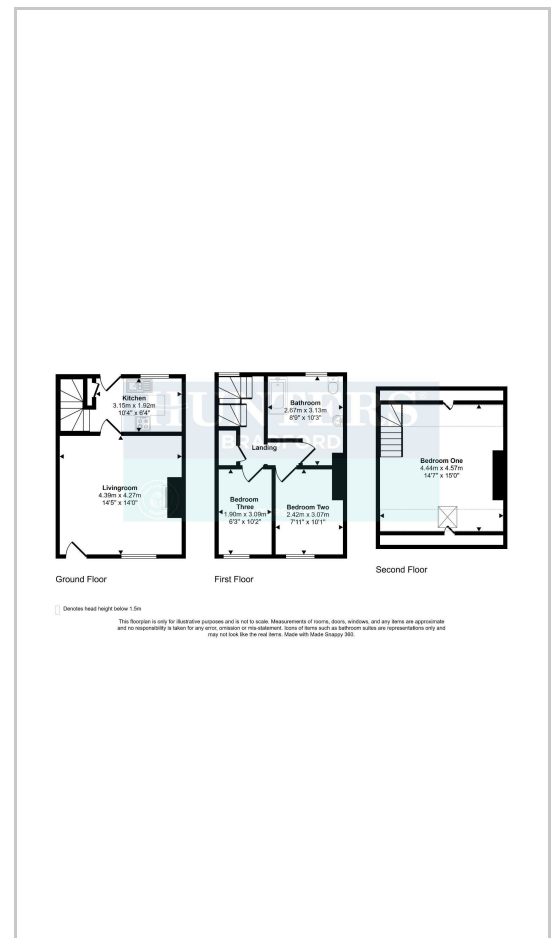 Kitchen
3.15m x 1.92m
10'4" x 6'4"
Livingroom
4.39m x 4.27m
14'5" x 14'0"
Ground Floor
Bathroom
2.67m x 3.13m
8'9" x 10'3"
Landing
Bedroom
Three
1.90m x 3.09m
6'3" x 10'2"
Bedroom Two
2.42m x 3.07m
7'11" x 10'1"
First Floor
Bedroom One
4.44m x 4.57m
14'7" x 15'0"
Second Floor
HUNTERS
BRADFORD
Denotes head height below 1.5m
This floorplan is only for illustrative purposes and is not to scale. Measurements of rooms, doors, windows, and any items are approximate
and no responsibility is taken for any error, omission or mis-statement. Icons of items such as bathroom suites are representations only and
may not look like the real items. Made with Made Snappy 360.